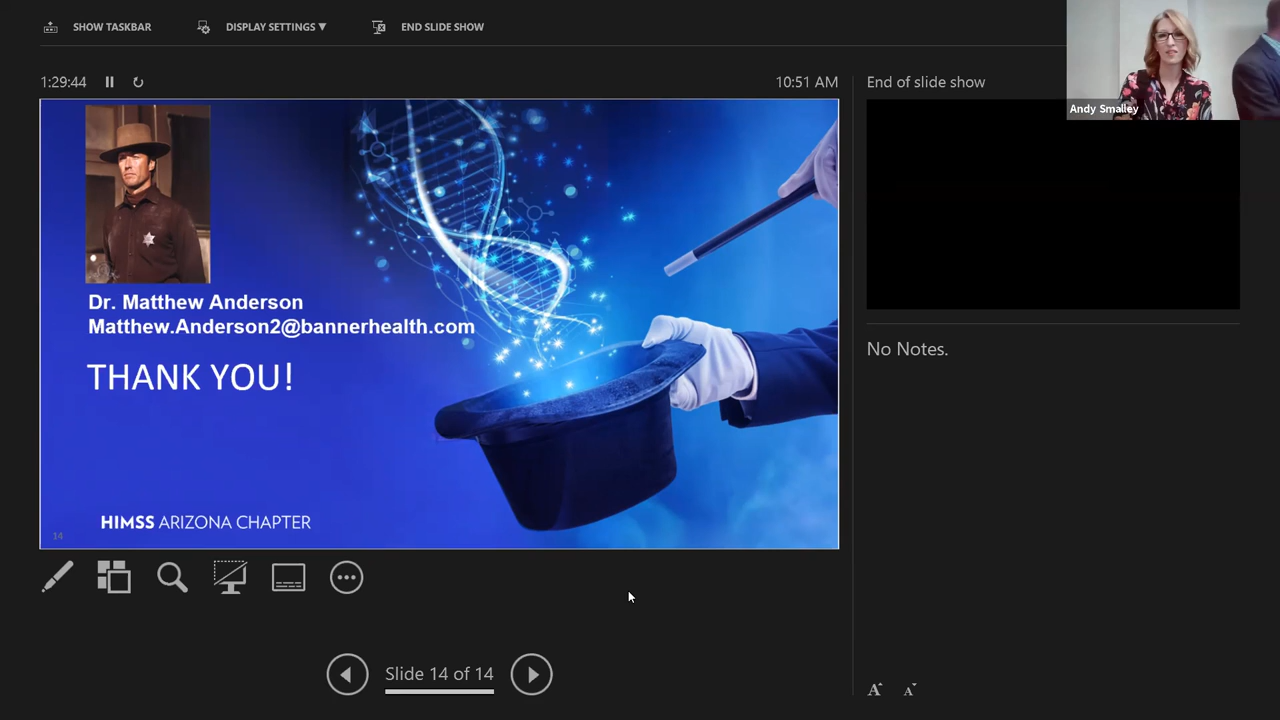 SHOW TASKBAR
DISPLAY SETTINGS ▼
END SLIDE SHOW
1:29:44
10:51 AM
End of slide show
Andy Smalley
Dr. Matthew Anderson
Matthew.Anderson2@bannerhealth.com
THANK YOU!
HIMSS ARIZONA CHAPTER
14
No Notes.
Slide 14 of 14
A A